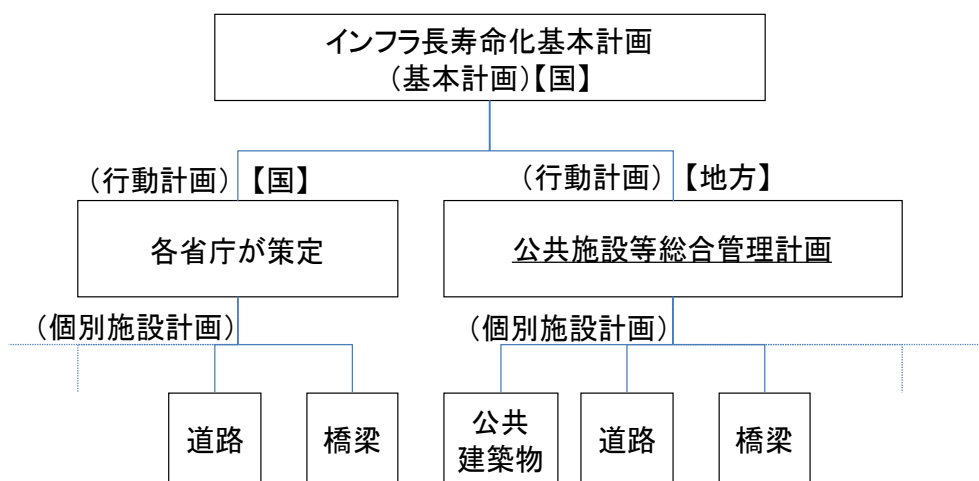 インフラ長寿命化基本計画
(基本計画)【国】
(行動計画)【国】
(行動計画)【地方】
各省庁が策定
公共施設等総合管理計画
(個別施設計画)
(個別施設計画)
道路
橋梁
公共
建築物
道路
橋梁